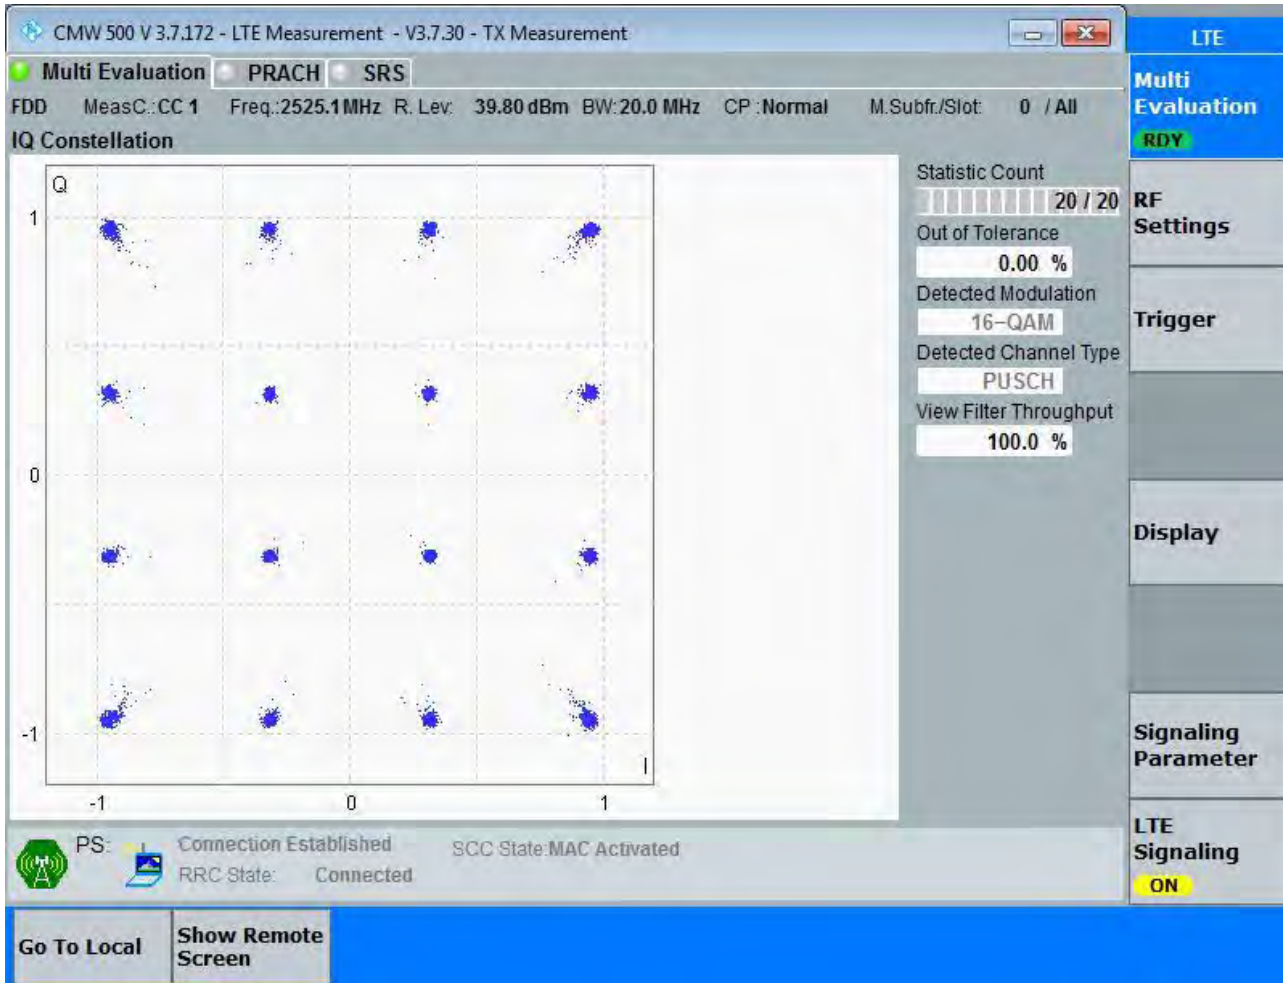 CMW 500 V 3.7.172 - LTE Measurement - V3.7.30 - TX Measurement
LTE
Multi Evaluation PRACH SRS
Multi Evaluation
RDY
FDD MeasC.:CC 1 Freq.:2525.1 MHz R. Lev: 39.80 dBm BW:20.0 MHz CP :Normal M.Subfr./Slot: 0 / All
IQ Constellation
Q
1
0
-1
-1 0 1
I
Statistic Count
20 / 20
Out of Tolerance
0.00 %
Detected Modulation
16-QAM
Detected Channel Type
PUSCH
View Filter Throughput
100.0 %
RF
Settings
Trigger
Display
Signaling
Parameter
LTE
Signaling
ON
PS: Connection Established SCC State:MAC Activated
RRC State: Connected
Go To Local
Show Remote
Screen